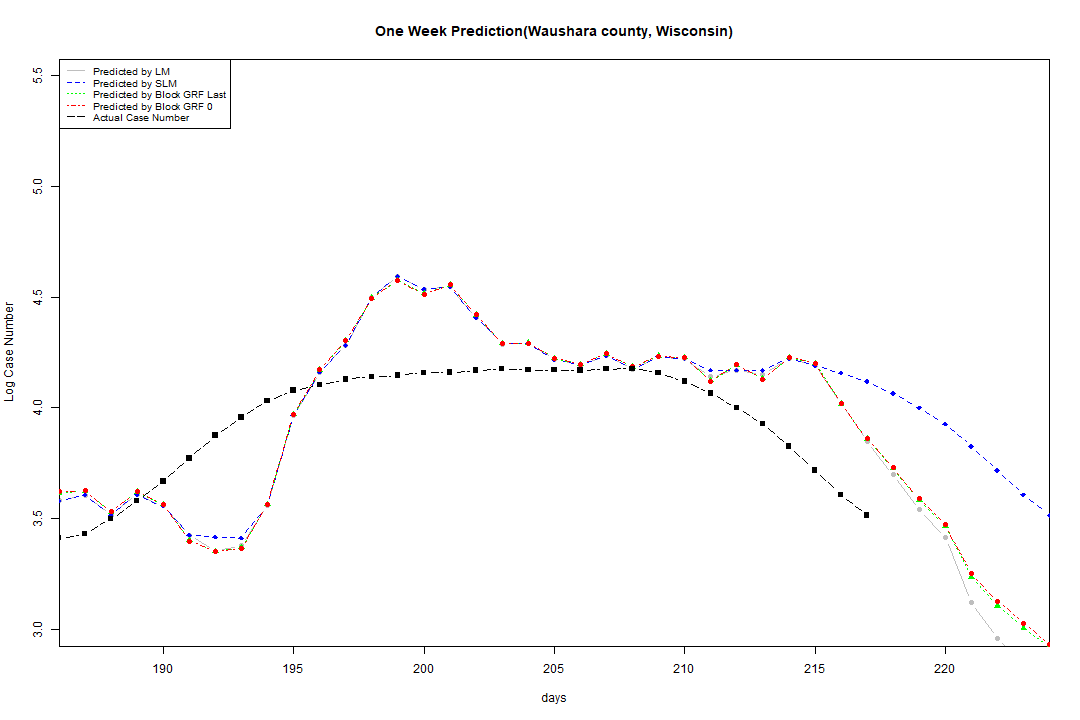 One Week Prediction(Waushara county, Wisconsin)
Predicted by LM
Predicted by SLM
Predicted by Block GRF Last
Predicted by Block GRF 0
Actual Case Number
5.5
5.0
4.5
4.0
3.5
3.0
Log Case Number
190 195 200 205 210 215 220
days